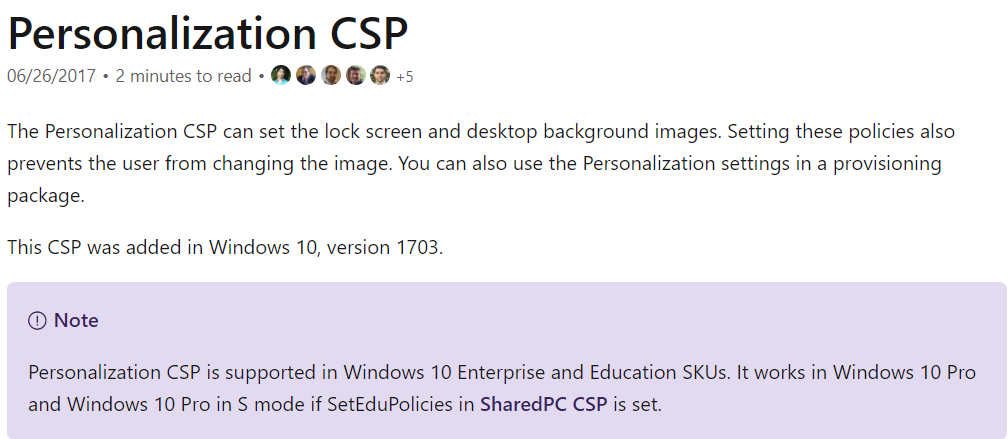 Personalization CSP
06/26/2017 • 2 minutes to read • +5
The Personalization CSP can set the lock screen and desktop background images. Setting these policies also
prevents the user from changing the image. You can also use the Personalization settings in a provisioning
package.
This CSP was added in Windows 10, version 1703.
Note
Personalization CSP is supported in Windows 10 Enterprise and Education SKUs. It works in Windows 10 Pro
and Windows 10 Pro in S mode if SetEduPolicies in SharedPC CSP is set.